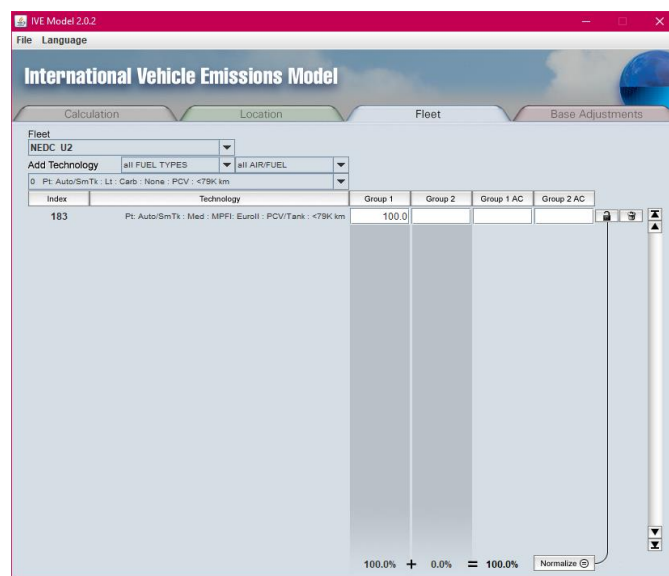 IVE Model 2.0.2
File Language
International Vehicle Emissions Model
Calculation Location Fleet Base Adjustments
Fleet
NEDC U2
Add Technology all FUEL TYPES all AIR/FUEL
0 Pt: Auto/SmTk : Lt : Carb : None : PCV : <79K km
Index Technology Group 1 Group 2 Group 1 AC Group 2 AC
183 Pt: Auto/SmTk : Med : MPFI: EuroII : PCV/Tank : <79K km 100.0
100.0% + 0.0% = 100.0% Normalize